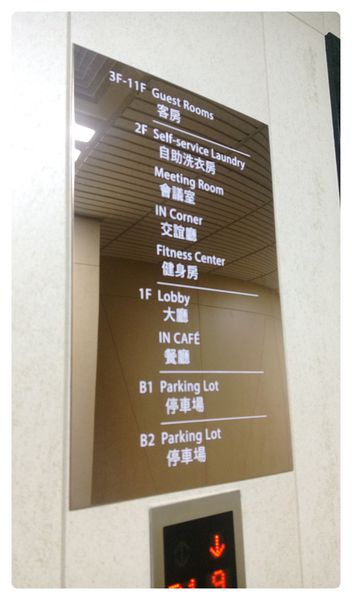 3F-11F Guest Rooms
客房
2F Self-service Laundry
自助洗衣房
Meeting Room
會議室
IN Corner
交誼廳
Fitness Center
健身房
1F Lobby
大廳
IN CAFÉ
餐廳
B1 Parking Lot
停車場
B2 Parking Lot
停車場